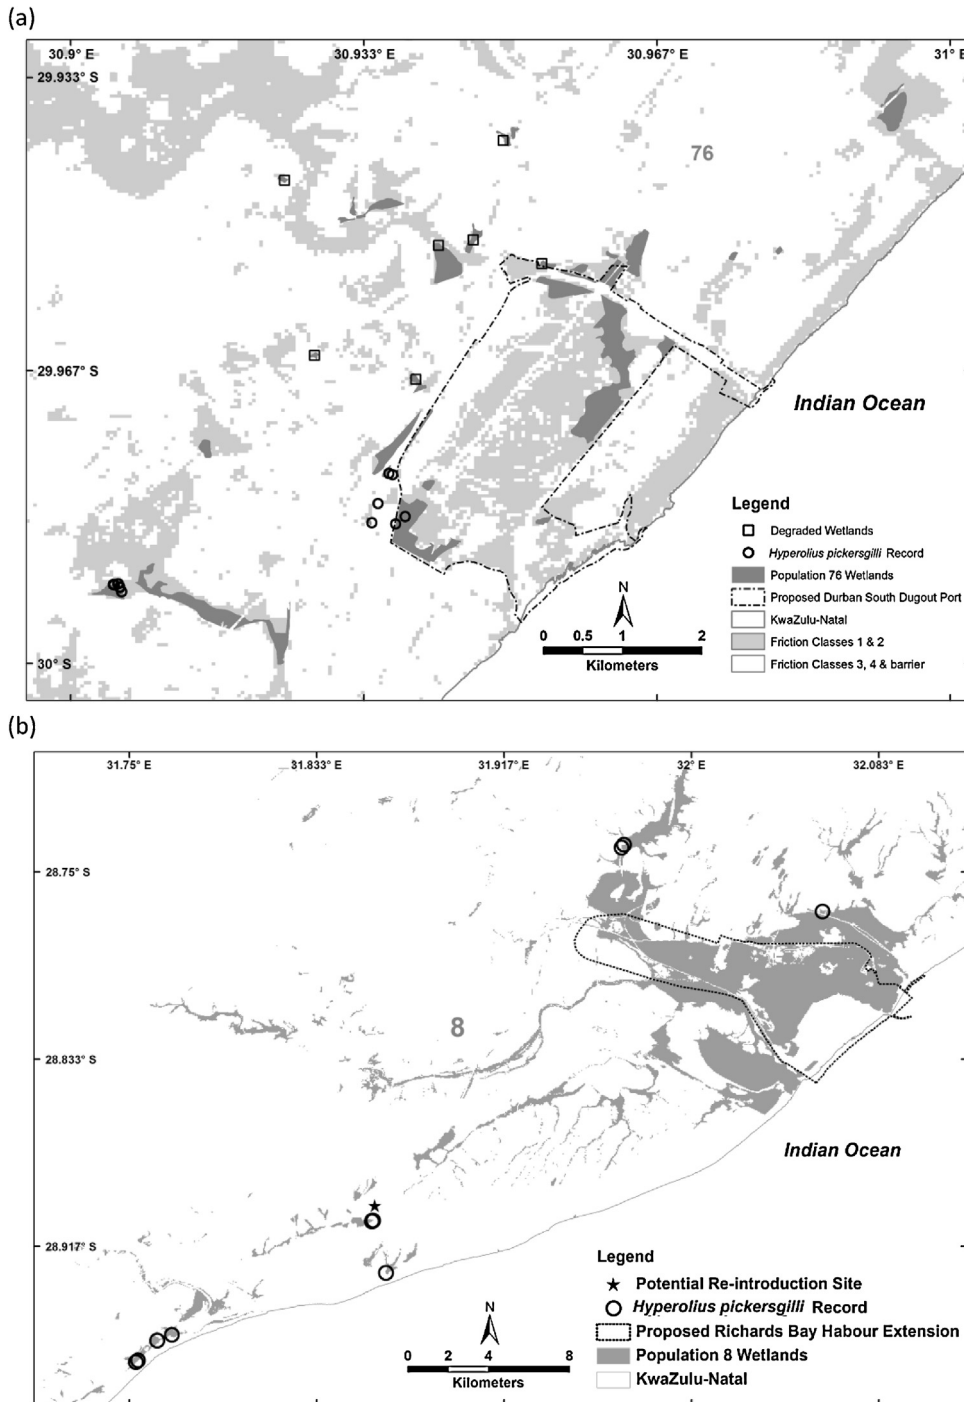 (a)
30.9° E
30.933° E
30.967° E
31° E
29.933° S
76
29.967° S
Indian Ocean
30° S
N
0 0.5 1 2
Kilometers
Legend
Degraded Wetlands
Hyperolius pickersgilli Record
Population 76 Wetlands
Proposed Durban South Dugout Port
KwaZulu-Natal
Friction Classes 1 & 2
Friction Classes 3, 4 & barrier
(b)
31.75° E
31.833° E
31.917° E
32° E
32.083° E
28.75° S
8
28.833° S
Indian Ocean
28.917° S
N
0 2 4 8
Kilometers
Legend
Potential Re-introduction Site
Hyperolius pickersgilli Record
Proposed Richards Bay Habour Extension
Population 8 Wetlands
KwaZulu-Natal